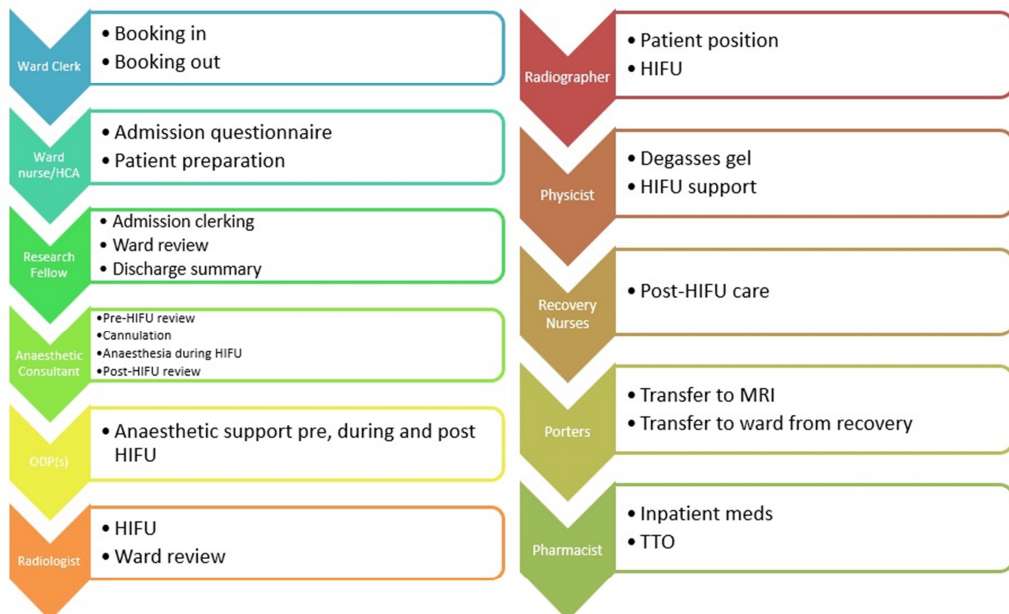 Ward Clerk
• Booking in
• Booking out
Ward
nurse/HCA
• Admission questionnaire
• Patient preparation
Research
Fellow
• Admission clerking
• Ward review
• Discharge summary
Anaesthetic
Consultant
•Pre-HIFU review
•Cannulation
•Anaesthesia during HIFU
•Post-HIFU review
ODP(s)
• Anaesthetic support pre, during and post
HIFU
Radiologist
• HIFU
• Ward review
Radiographer
• Patient position
• HIFU
Physicist
• Degasses gel
• HIFU support
Recovery
Nurses
• Post-HIFU care
Porters
• Transfer to MRI
• Transfer to ward from recovery
Pharmacist
• Inpatient meds
• TTO